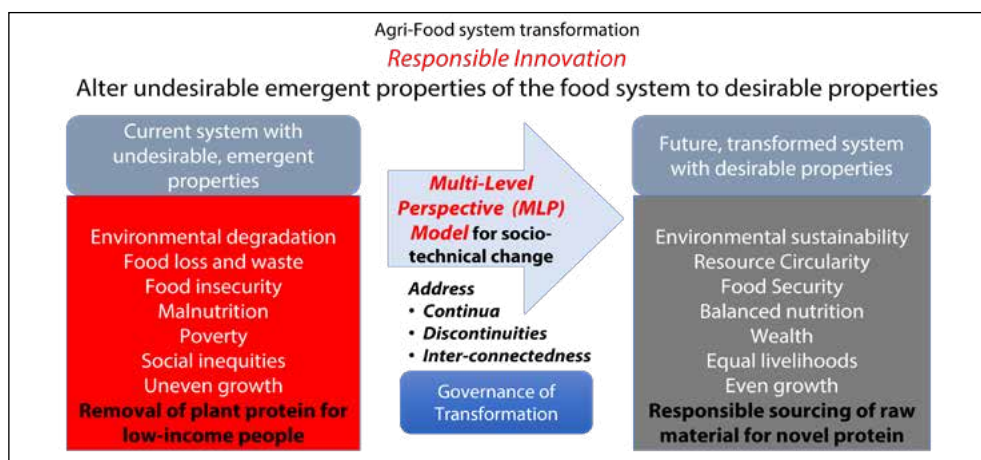 Agri-Food system transformation
Responsible Innovation
Alter undesirable emergent properties of the food system to desirable properties
Current system with
undesirable, emergent
properties
Environmental degradation
Food loss and waste
Food insecurity
Malnutrition
Poverty
Social inequities
Uneven growth
Removal of plant protein for
low-income people
Multi-Level
Perspective (MLP)
Model for socio-
technical change
Address
• Continua
• Discontinuities
• Inter-connectedness
Governance of
Transformation
Future, transformed system
with desirable properties
Environmental sustainability
Resource Circularity
Food Security
Balanced nutrition
Wealth
Equal livelihoods
Even growth
Responsible sourcing of raw
material for novel protein